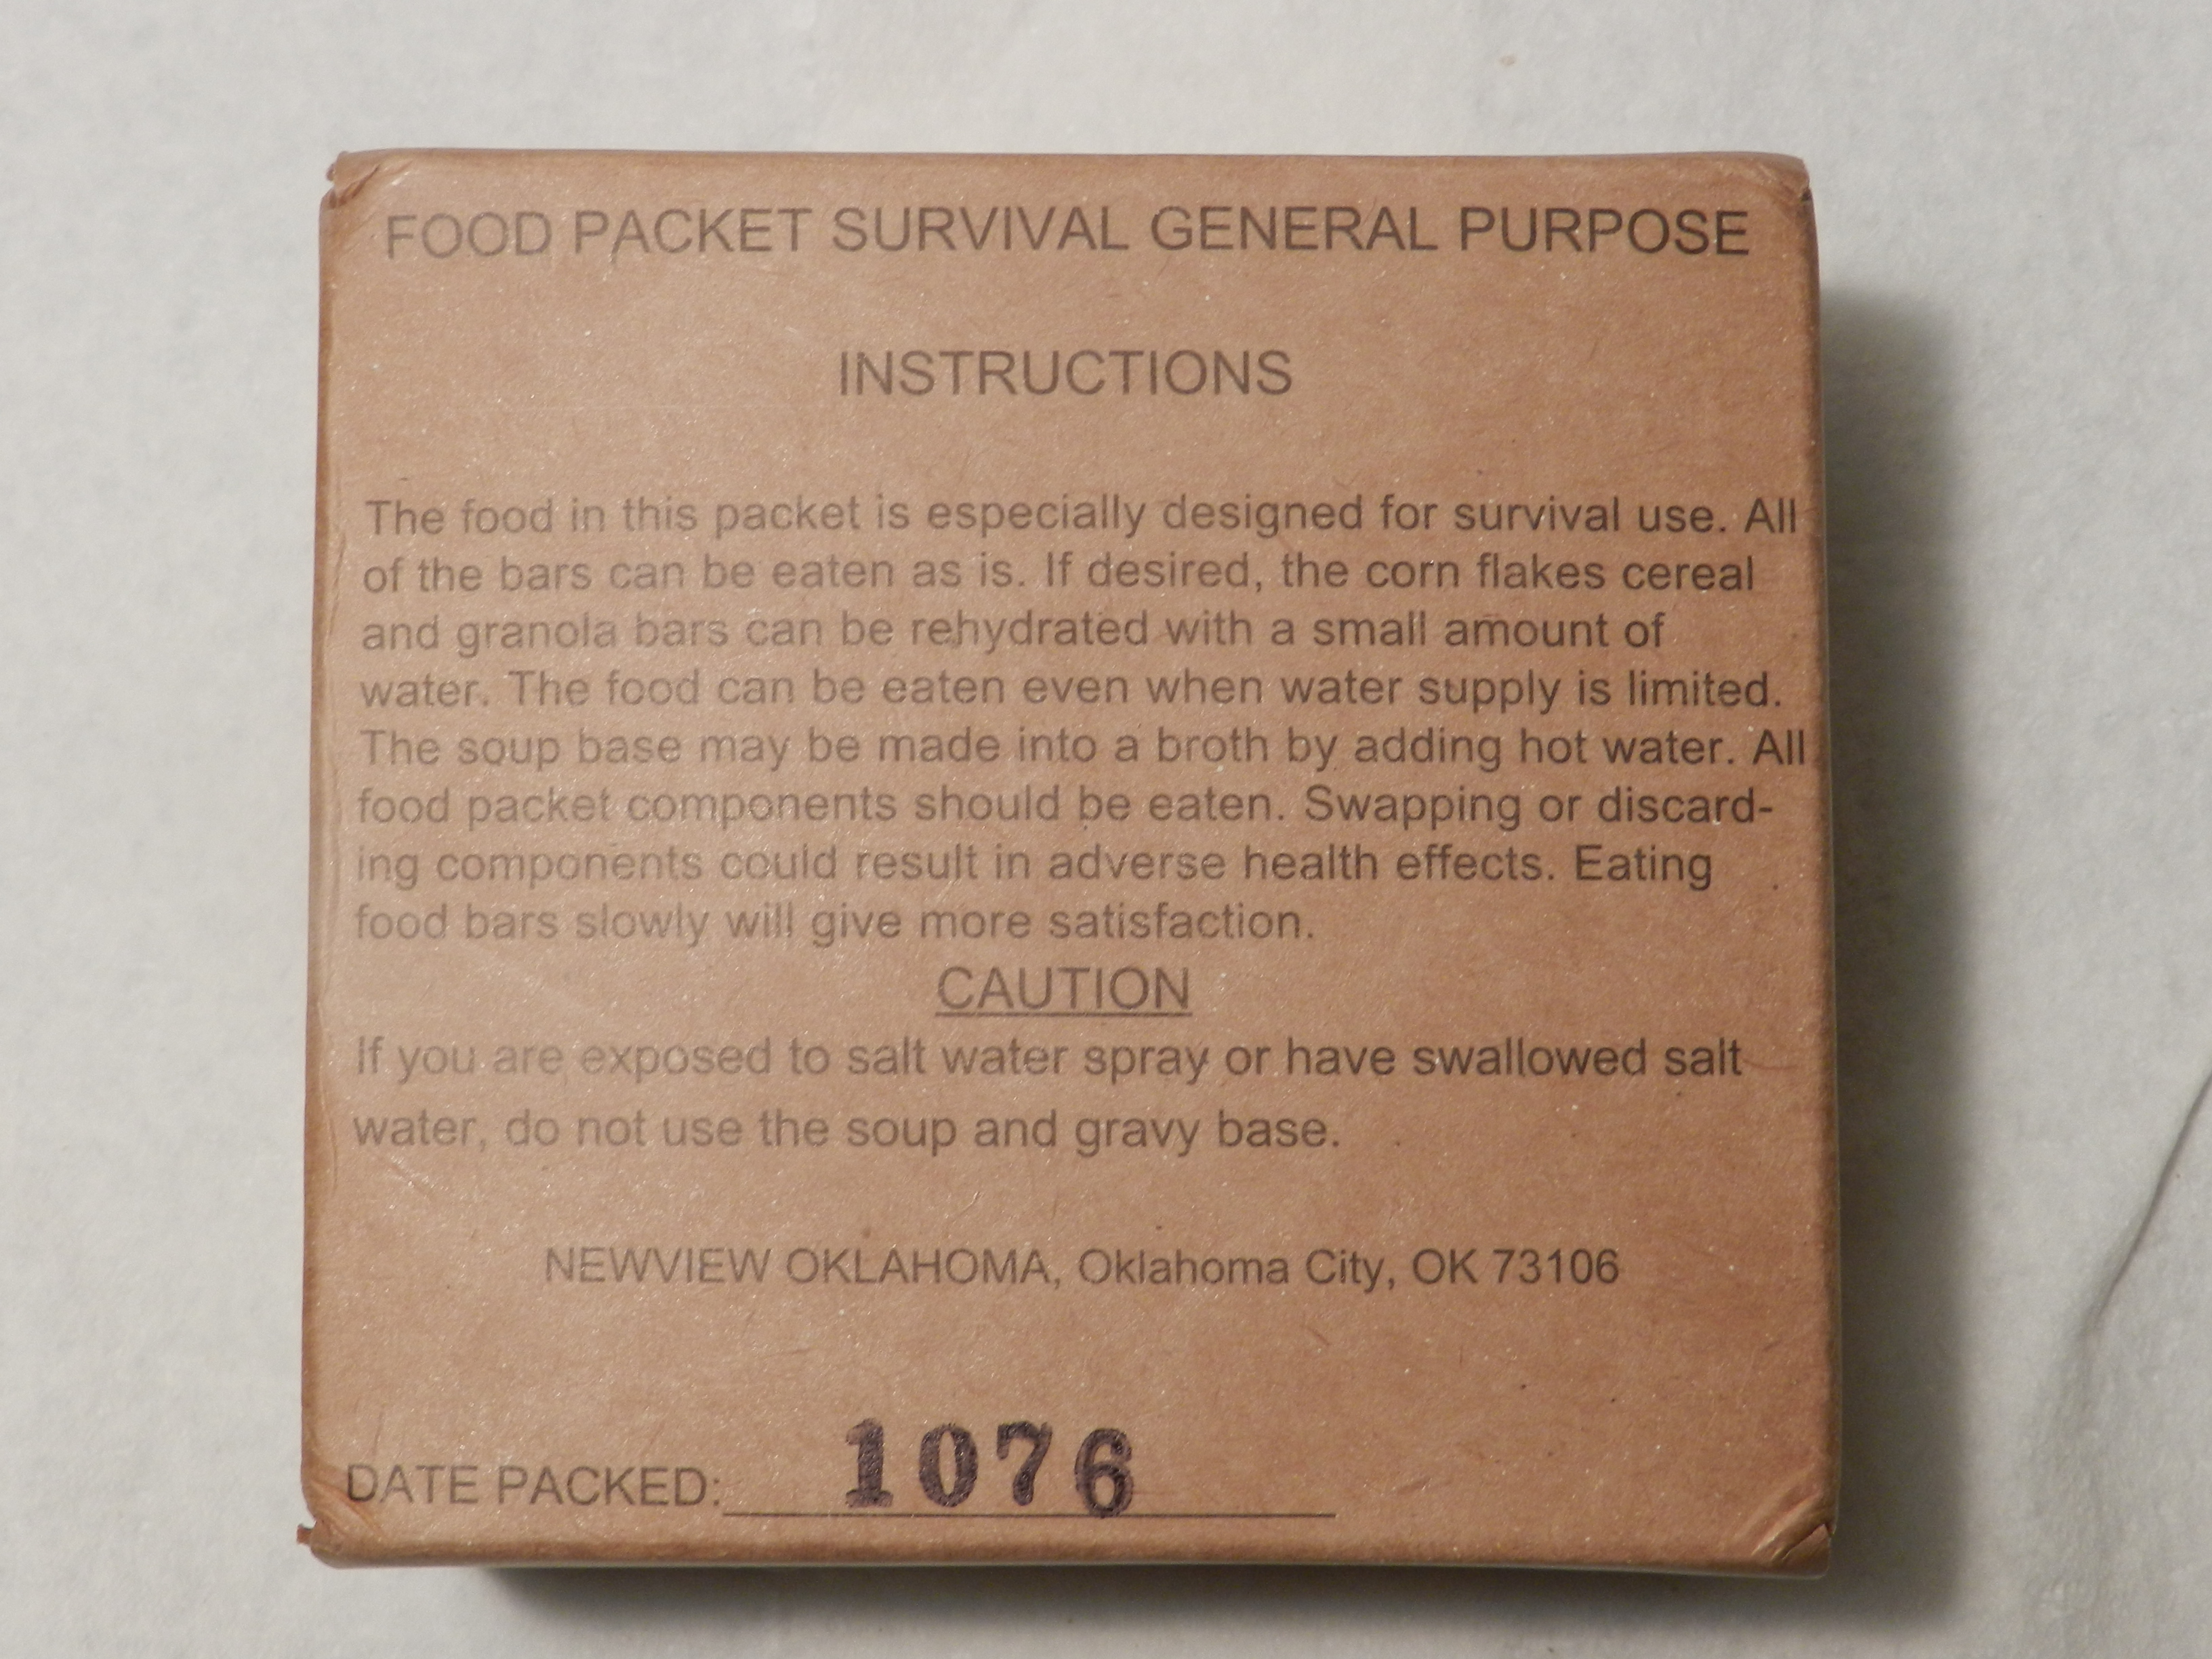 FOOD PACKET SURVIVAL GENERAL PURPOSE
INSTRUCTIONS
The food in this packet is especially designed for survival use. All
of the bars can be eaten as is. If desired, the corn flakes cereal
and granola bars can be rehydrated with a small amount of
water. The food can be eaten even when water supply is limited.
The soup base may be made into a broth by adding hot water. All
food packet components should be eaten. Swapping or discard-
ing components could result in adverse health effects. Eating
food bars slowly will give more satisfaction.
CAUTION
If you are exposed to salt water spray or have swallowed salt
water, do not use the soup and gravy base.
NEWVIEW OKLAHOMA, Oklahoma City, OK 73106
DATE PACKED: 1076